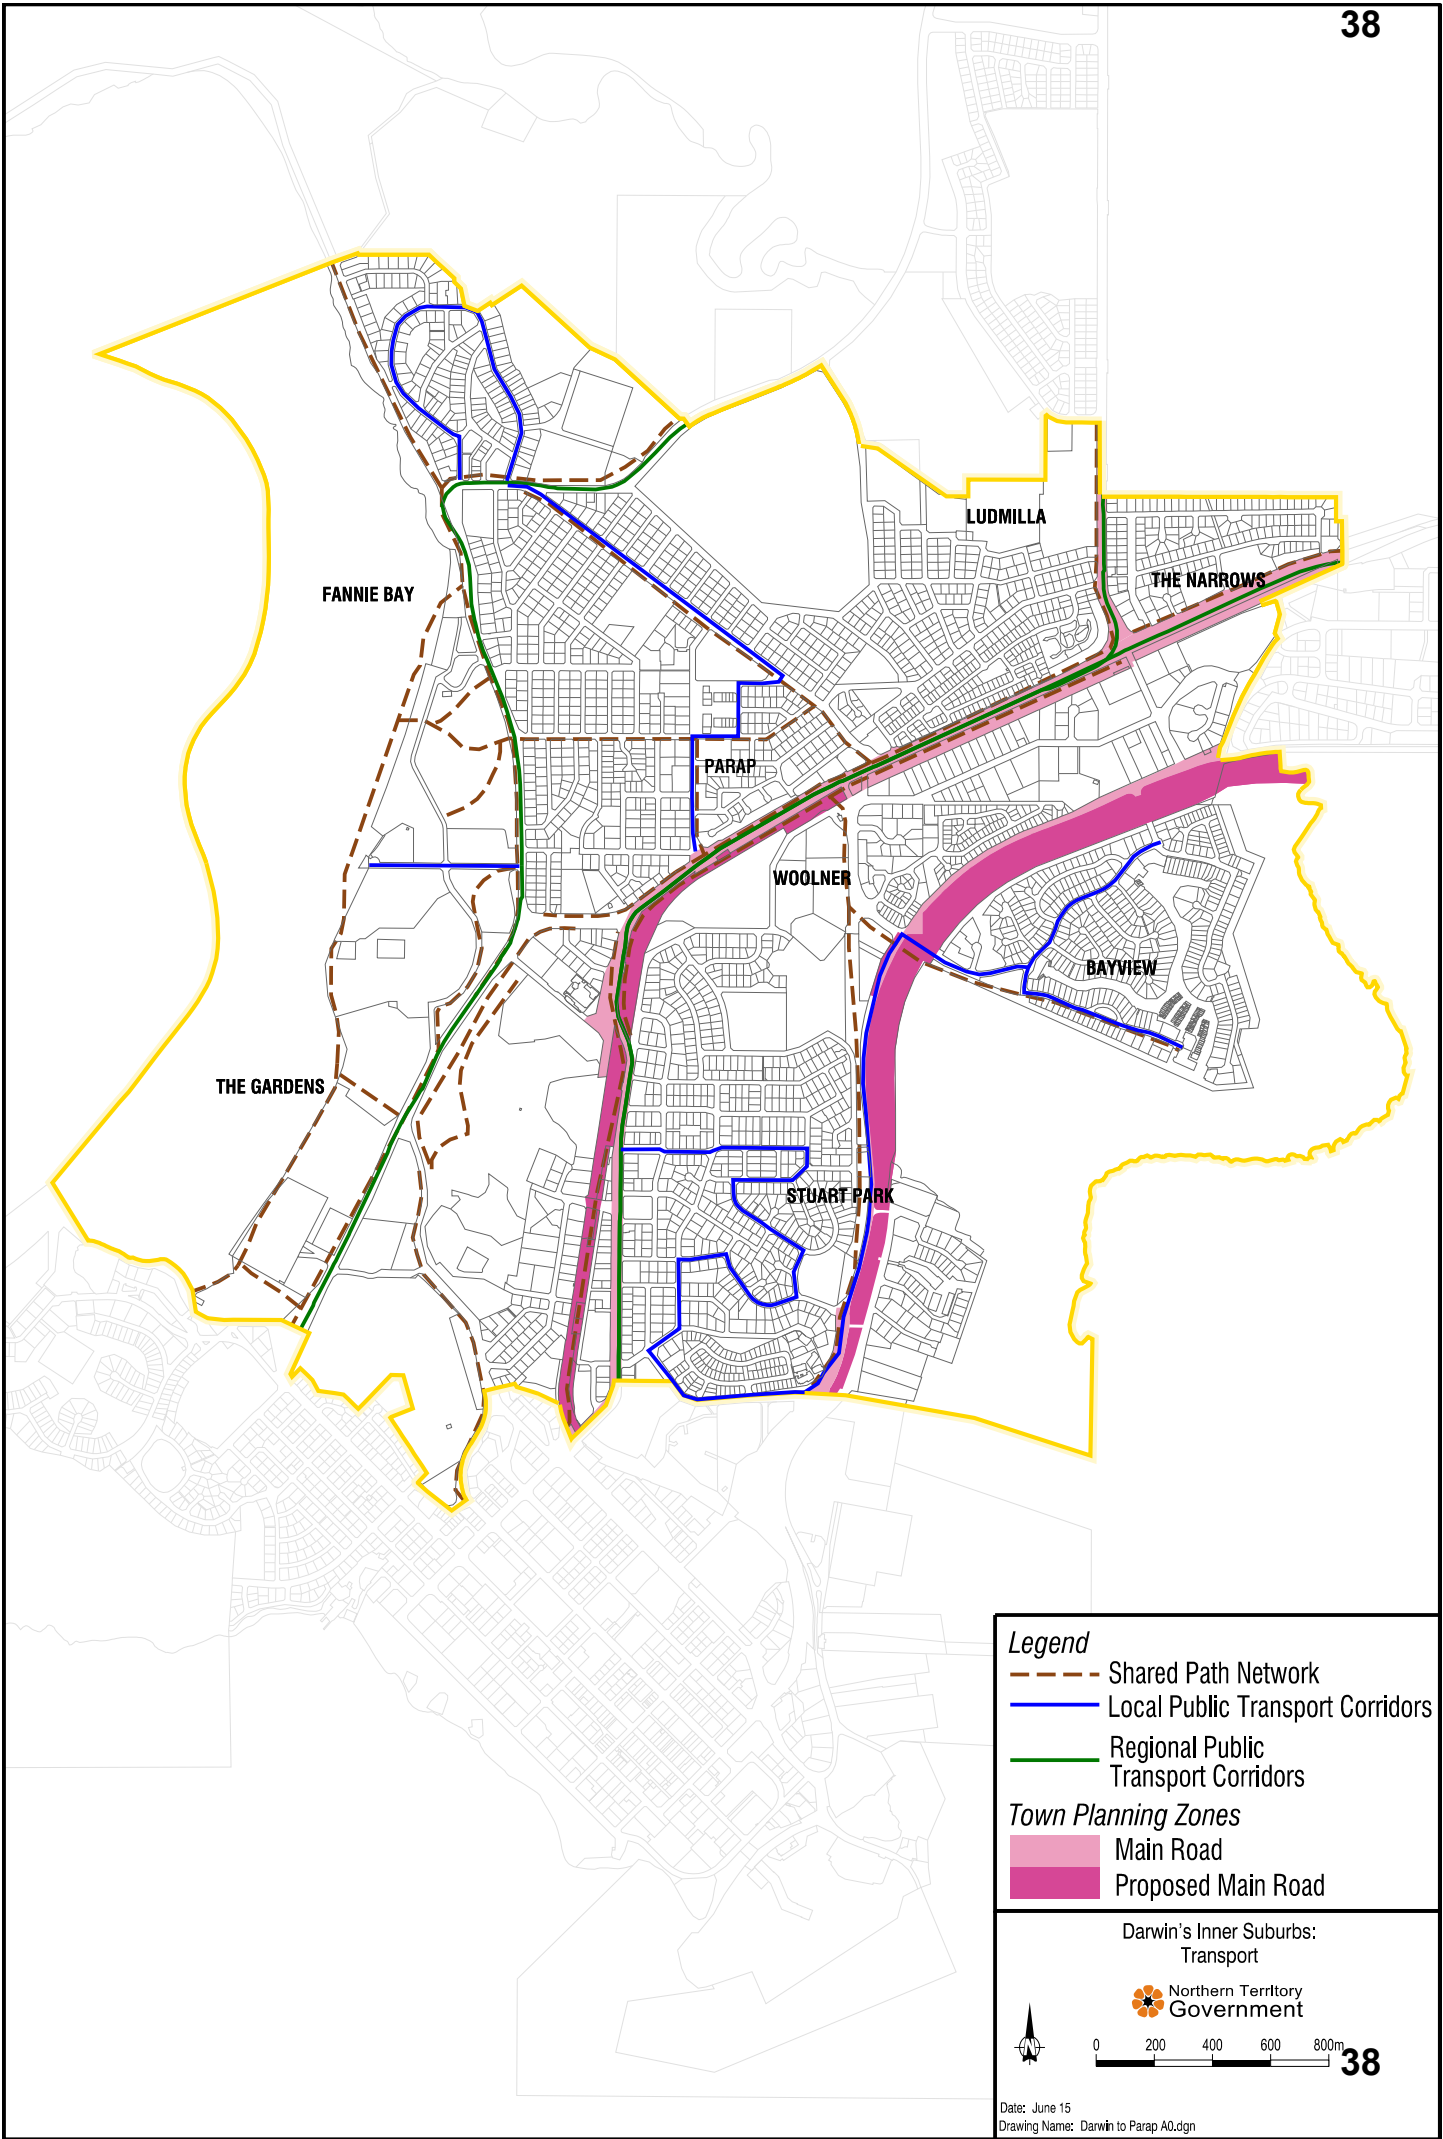 38
LUDMILLA
THE NARROWS
FANNIE BAY
PARAP
WOOLNER
BAYVIEW
THE GARDENS
STUART PARK
Legend
Shared Path Network
Local Public Transport Corridors
Regional Public
Transport Corridors
Town Planning Zones
Main Road
Proposed Main Road
Darwin's Inner Suburbs:
Transport
Northern Territory
Government
0 200 400 600 800m
38
Date: June 15
Drawing Name: Darwin to Parap A0.dgn